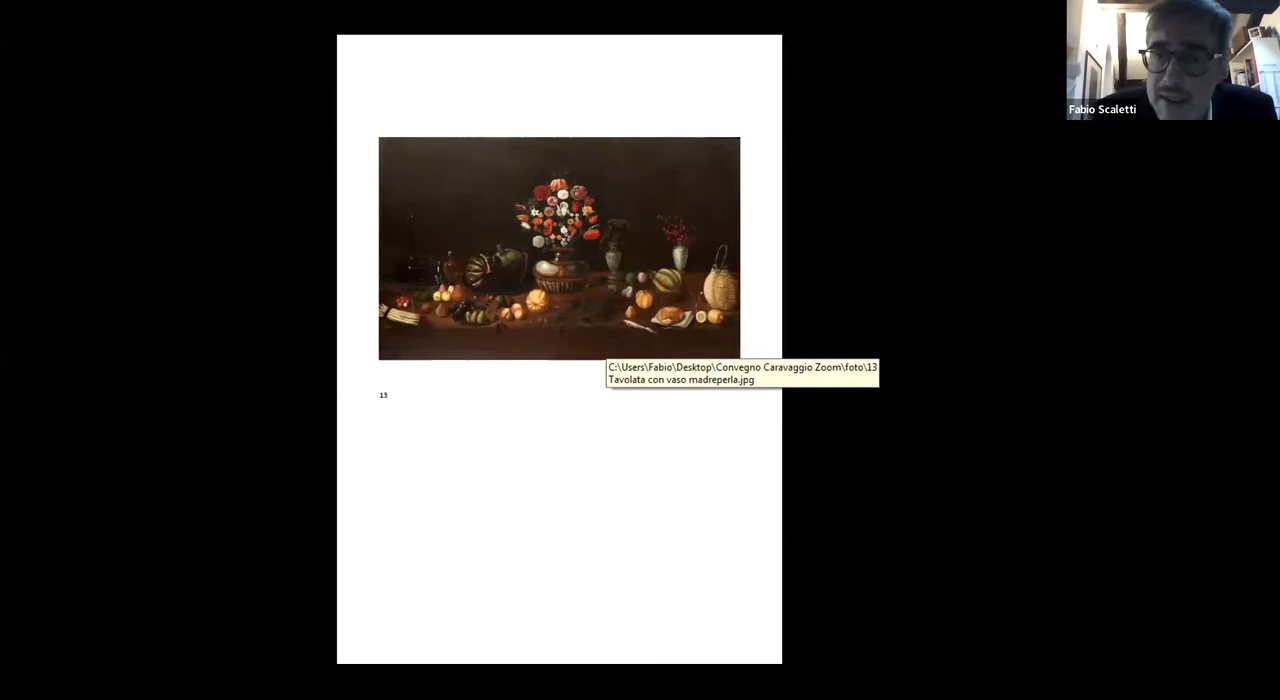 Fabio Scaletti
C:\Users\Fabio\Desktop\Convegno Caravaggio Zoom\foto\13
Tavolata con vaso madreperla.jpg
13